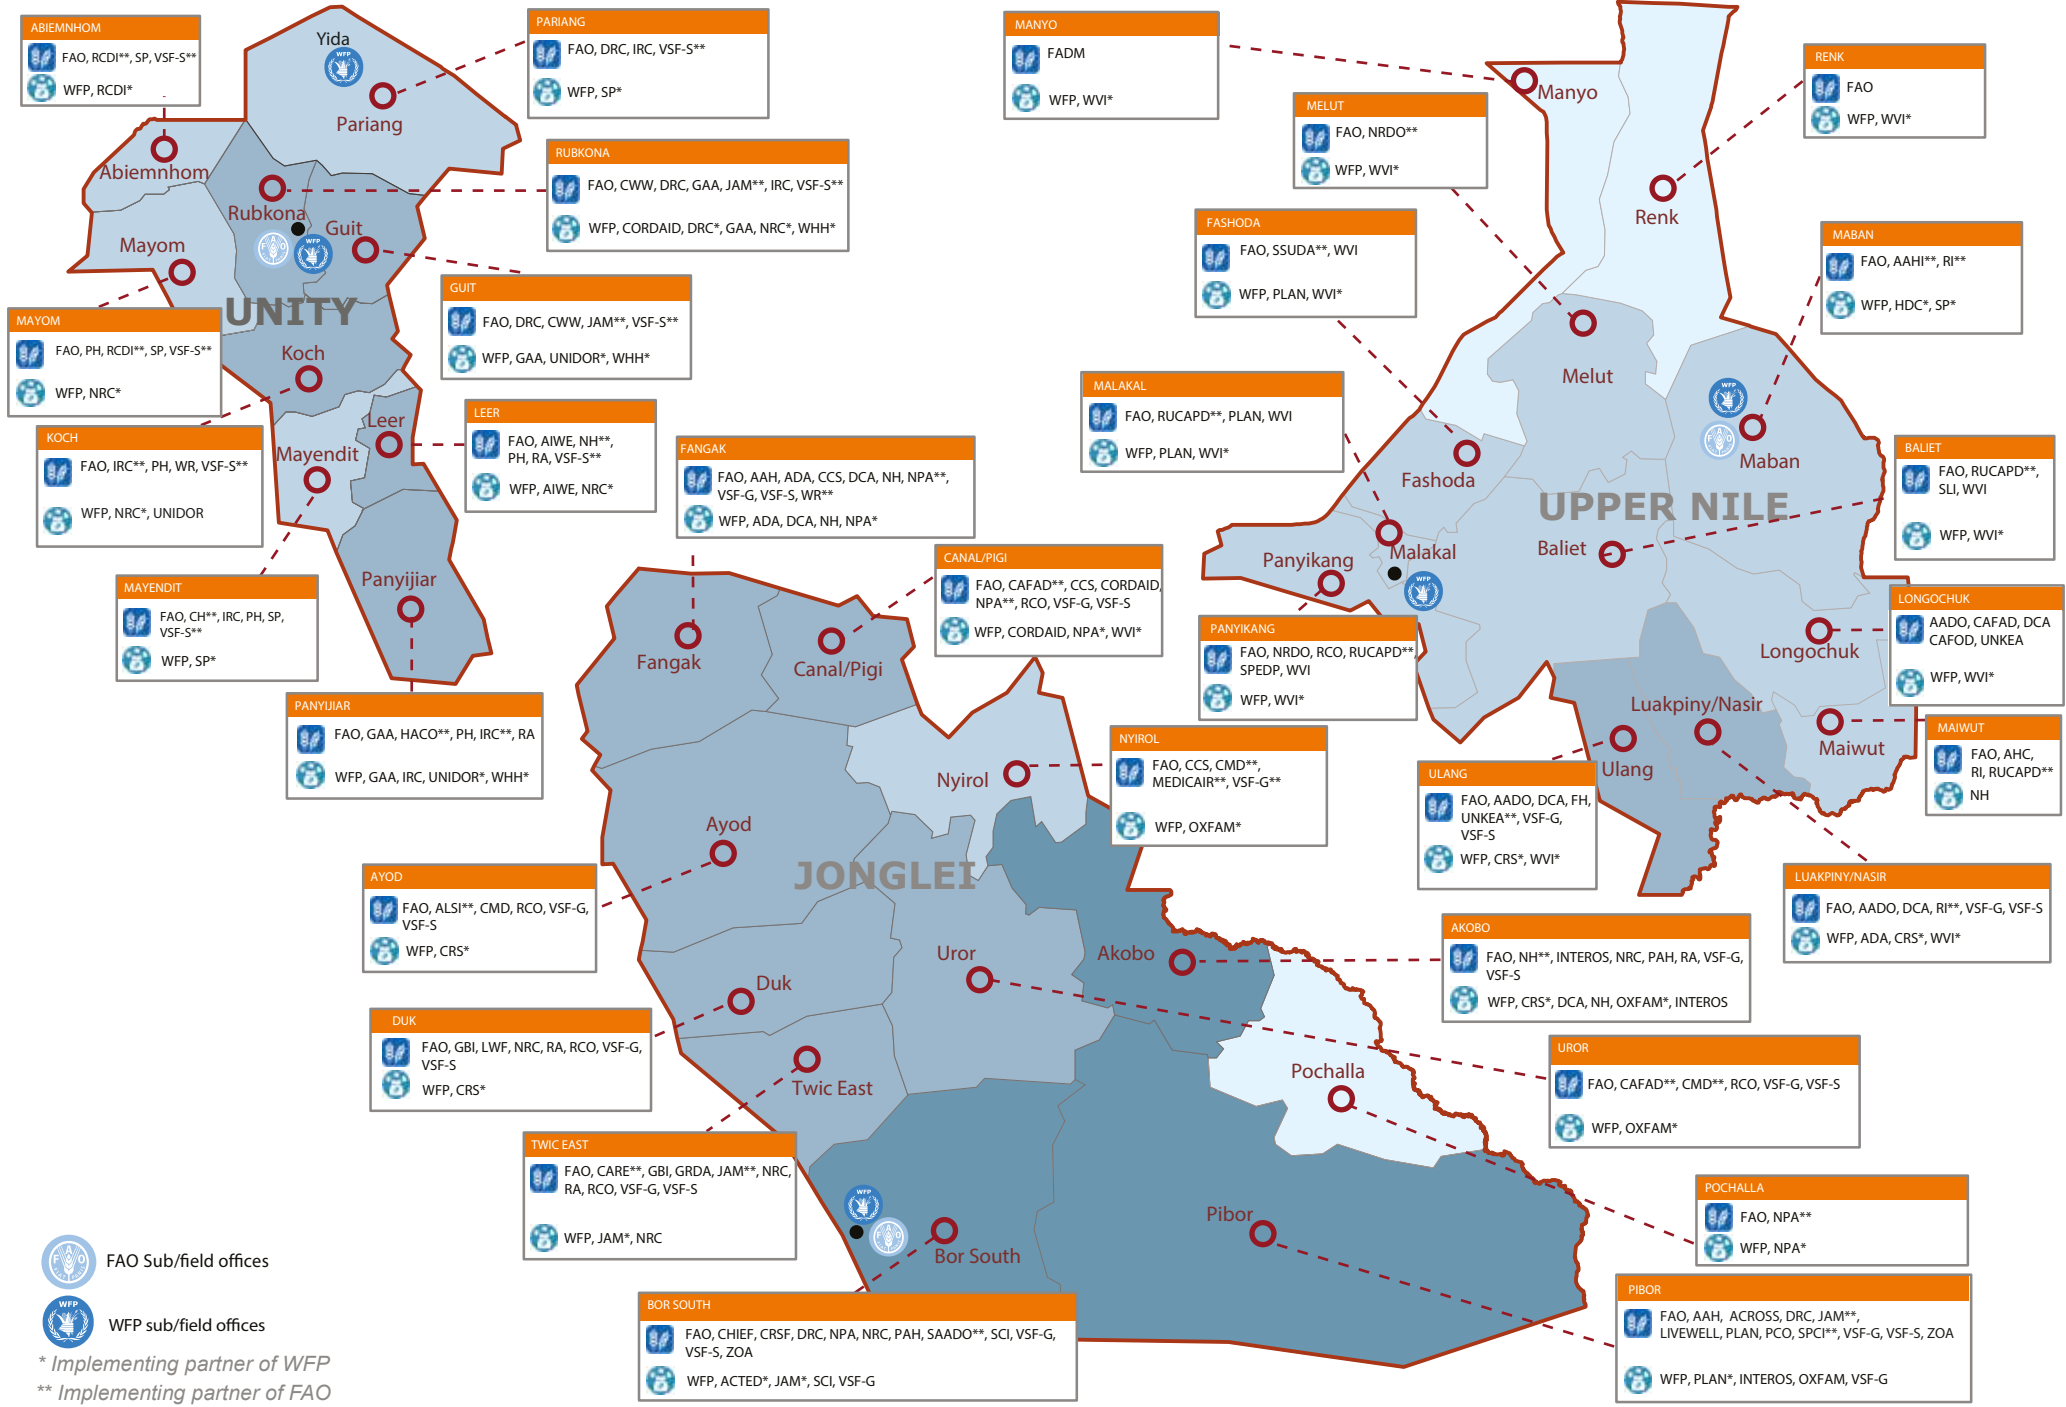 ABIEMNHOM
FAO, RCDI**, SP, VSF-S**
WFP, RCDI*
PARIANG
FAO, DRC, IRC, VSF-S**
WFP, SP*
RUBKONA
FAO, CWW, DRC, GAA, JAM**, IRC, VSF-S**
WFP, CORDAID, DRC*, GAA, NRC*, WHH*
GUIT
FAO, DRC, CWW, JAM**, VSF-S**
WFP, GAA, UNIDOR*, WHH*
MAYOM
FAO, PH, RCDI**, SP, VSF-S**
WFP, NRC*
KOCH
FAO, IRC**, PH, WR, VSF-S**
WFP, NRC*, UNIDOR
LEER
FAO, AIWE, NH**,
PH, RA, VSF-S**
WFP, AIWE, NRC*
MAYENDIT
FAO, CH**, IRC, PH, SP,
VSF-S**
WFP, SP*
PANYIJIAR
FAO, GAA, HACO**, PH, IRC**, RA
WFP, GAA, IRC, UNIDOR*, WHH*
Yida
WFP
Pariang
Abiemnhom
Rubkona
Guit
FAO
WFP
Mayom
UNITY
Koch
Leer
Mayendit
Panyijiar
FANGAK
FAO, AAH, ADA, CCS, DCA, NH, NPA**,
VSF-G, VSF-S, WR**
WFP, ADA, DCA, NH, NPA*
CANAL/PIGI
FAO, CAFAD**, CCS, CORDAID,
NPA**, RCO, VSF-G, VSF-S
WFP, CORDAID, NPA*, WVI*
NYIROL
FAO, CCS, CMD**,
MEDICAIR**, VSF-G**
WFP, OXFAM*
AYOD
FAO, ALSI**, CMD, RCO, VSF-G,
VSF-S
WFP, CRS*
DUK
FAO, GBI, LWF, NRC, RA, RCO, VSF-G,
VSF-S
WFP, CRS*
TWIC EAST
FAO, CARE**, GBI, GRDA, JAM**, NRC,
RA, RCO, VSF-G, VSF-S
WFP, JAM*, NRC
BOR SOUTH
FAO, CHIEF, CRSF, DRC, NPA, NRC, PAH, SAADO**, SCI, VSF-G,
VSF-S, ZOA
WFP, ACTED*, JAM*, SCI, VSF-G
AKOBO
FAO, NH**, INTEROS, NRC, PAH, RA, VSF-G,
VSF-S
WFP, CRS*, DCA, NH, OXFAM*, INTEROS
UROR
FAO, CAFAD**, CMD**, RCO, VSF-G, VSF-S
WFP, OXFAM*
POCHALLA
FAO, NPA**
WFP, NPA*
PIBOR
FAO, AAH, ACROSS, DRC, JAM**,
LIVEWELL, PLAN, PCO, SPCI**, VSF-G, VSF-S, ZOA
WFP, PLAN*, INTEROS, OXFAM, VSF-G
Fangak
Canal/Pigi
Nyirol
Ayod
JONGLEI
Uror
Akobo
Duk
Twic East
Pochalla
WFP
FAO
Bor South
Pibor
MANYO
FADM
WFP, WVI*
RENK
FAO
WFP, WVI*
MELUT
FAO, NRDO**
WFP, WVI*
FASHODA
FAO, SSUDA**, WVI
WFP, PLAN, WVI*
MABAN
FAO, AAHI**, RI**
WFP, HDC*, SP*
MALAKAL
FAO, RUCAPD**, PLAN, WVI
WFP, PLAN, WVI*
BALIET
FAO, RUCAPD**,
SLI, WVI
WFP, WVI*
LONGOCHUK
AADO, CAFAD, DCA
CAFOD, UNKEA
WFP, WVI*
PANYIKANG
FAO, NRDO, RCO, RUCAPD**,
SPEDP, WVI
WFP, WVI*
MAIWUT
FAO, AHC,
RI, RUCAPD**
NH
ULANG
FAO, AADO, DCA, FH,
UNKEA**, VSF-G,
VSF-S
WFP, CRS*, WVI*
LUAKPINY/NASIR
FAO, AADO, DCA, RI**, VSF-G, VSF-S
WFP, ADA, CRS*, WVI*
Manyo
Renk
Melut
WFP
FAO
Maban
Fashoda
UPPER NILE
Baliet
Malakal
Panyikang
WFP
Longochuk
Luakpiny/Nasir
Maiwut
Ulang
FAO
FAO Sub/field offices
WFP
WFP sub/field offices
* Implementing partner of WFP
** Implementing partner of FAO